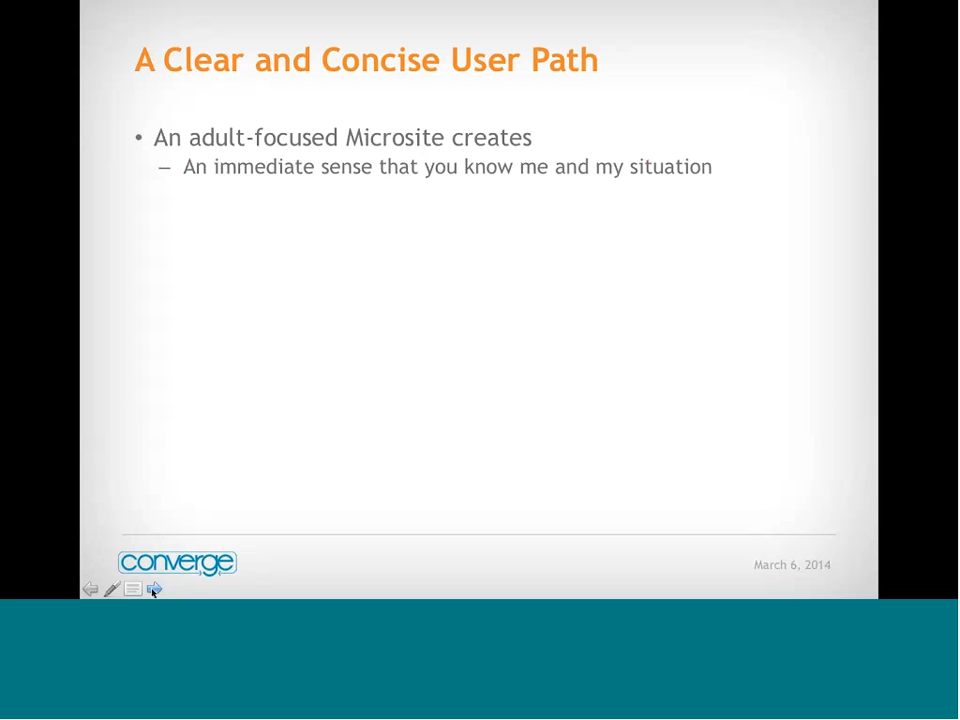 A Clear and Concise User Path
• An adult-focused Microsite creates
– An immediate sense that you know me and my situation
converge
March 6, 2014